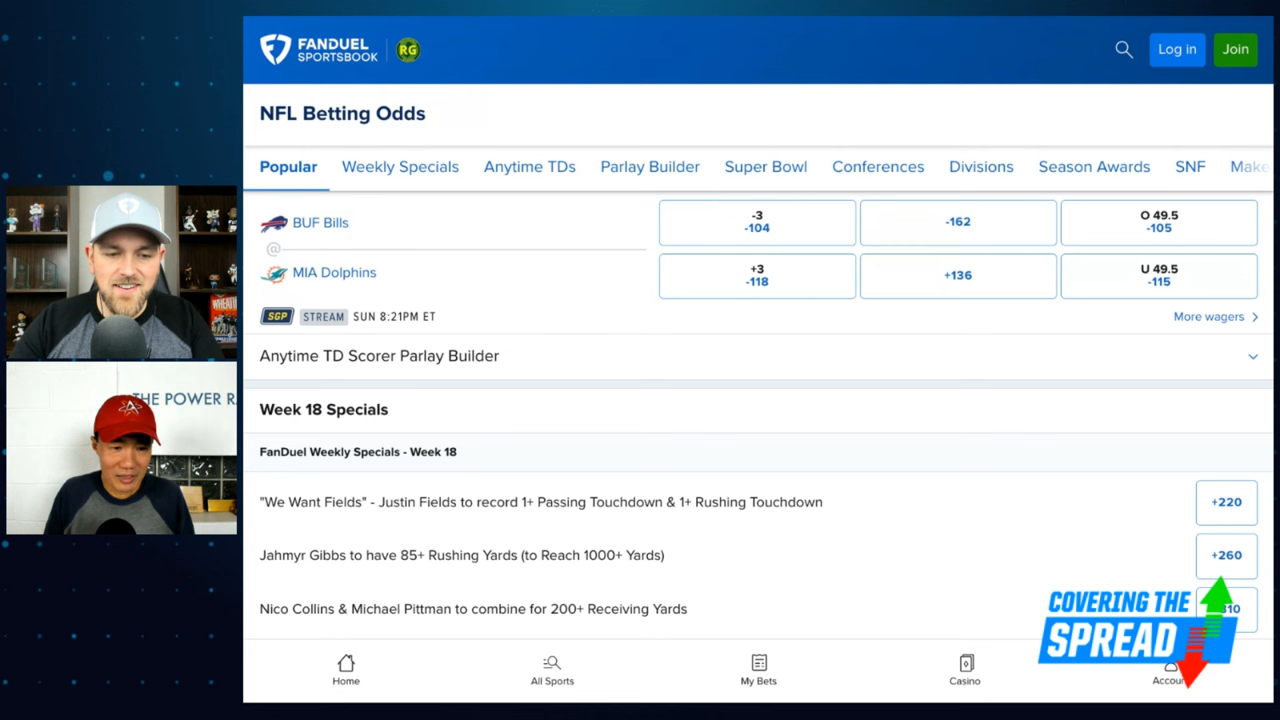 FANDUEL
SPORTSBOOK
RG
Log in
Join
NFL Betting Odds
Popular
Weekly Specials
Anytime TDs
Parlay Builder
Super Bowl
Conferences
Divisions
Season Awards
SNF
Make
BUF Bills
-3
-104
-162
O 49.5
-105
@
MIA Dolphins
+3
-118
+136
U 49.5
-115
SGP
STREAM
SUN 8:21PM ET
More wagers
Anytime TD Scorer Parlay Builder
Week 18 Specials
FanDuel Weekly Specials - Week 18
"We Want Fields" - Justin Fields to record 1+ Passing Touchdown & 1+ Rushing Touchdown
+220
Jahmyr Gibbs to have 85+ Rushing Yards (to Reach 1000+ Yards)
+260
Nico Collins & Michael Pittman to combine for 200+ Receiving Yards
COVERING THE
SPREAD
Home
All Sports
My Bets
Casino
Accoun
WHEATIES
THE POWER R
A